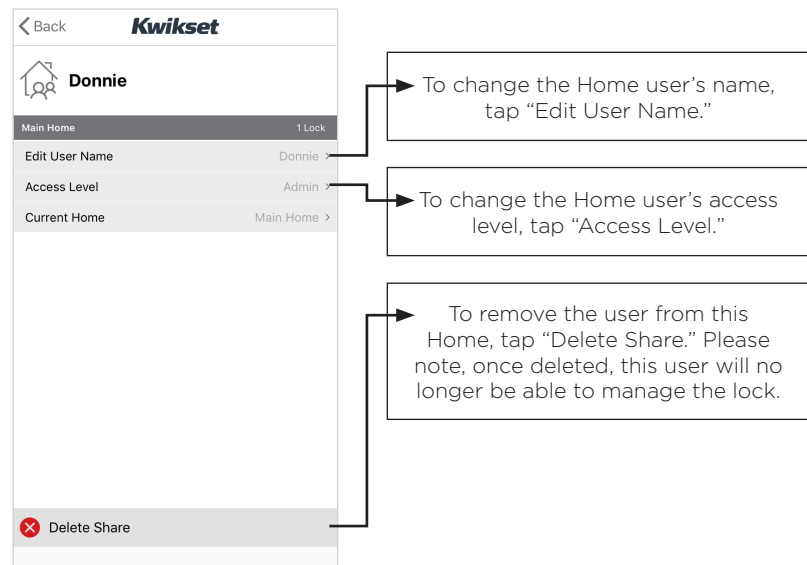 Back
Kwikset
Donnie
Main Home 1 Lock
Edit User Name Donnie >
Access Level Admin >
Current Home Main Home >
Delete Share
To change the Home user’s name,
tap “Edit User Name.”
To change the Home user’s access
level, tap “Access Level.”
To remove the user from this
Home, tap “Delete Share.” Please
note, once deleted, this user will no
longer be able to manage the lock.